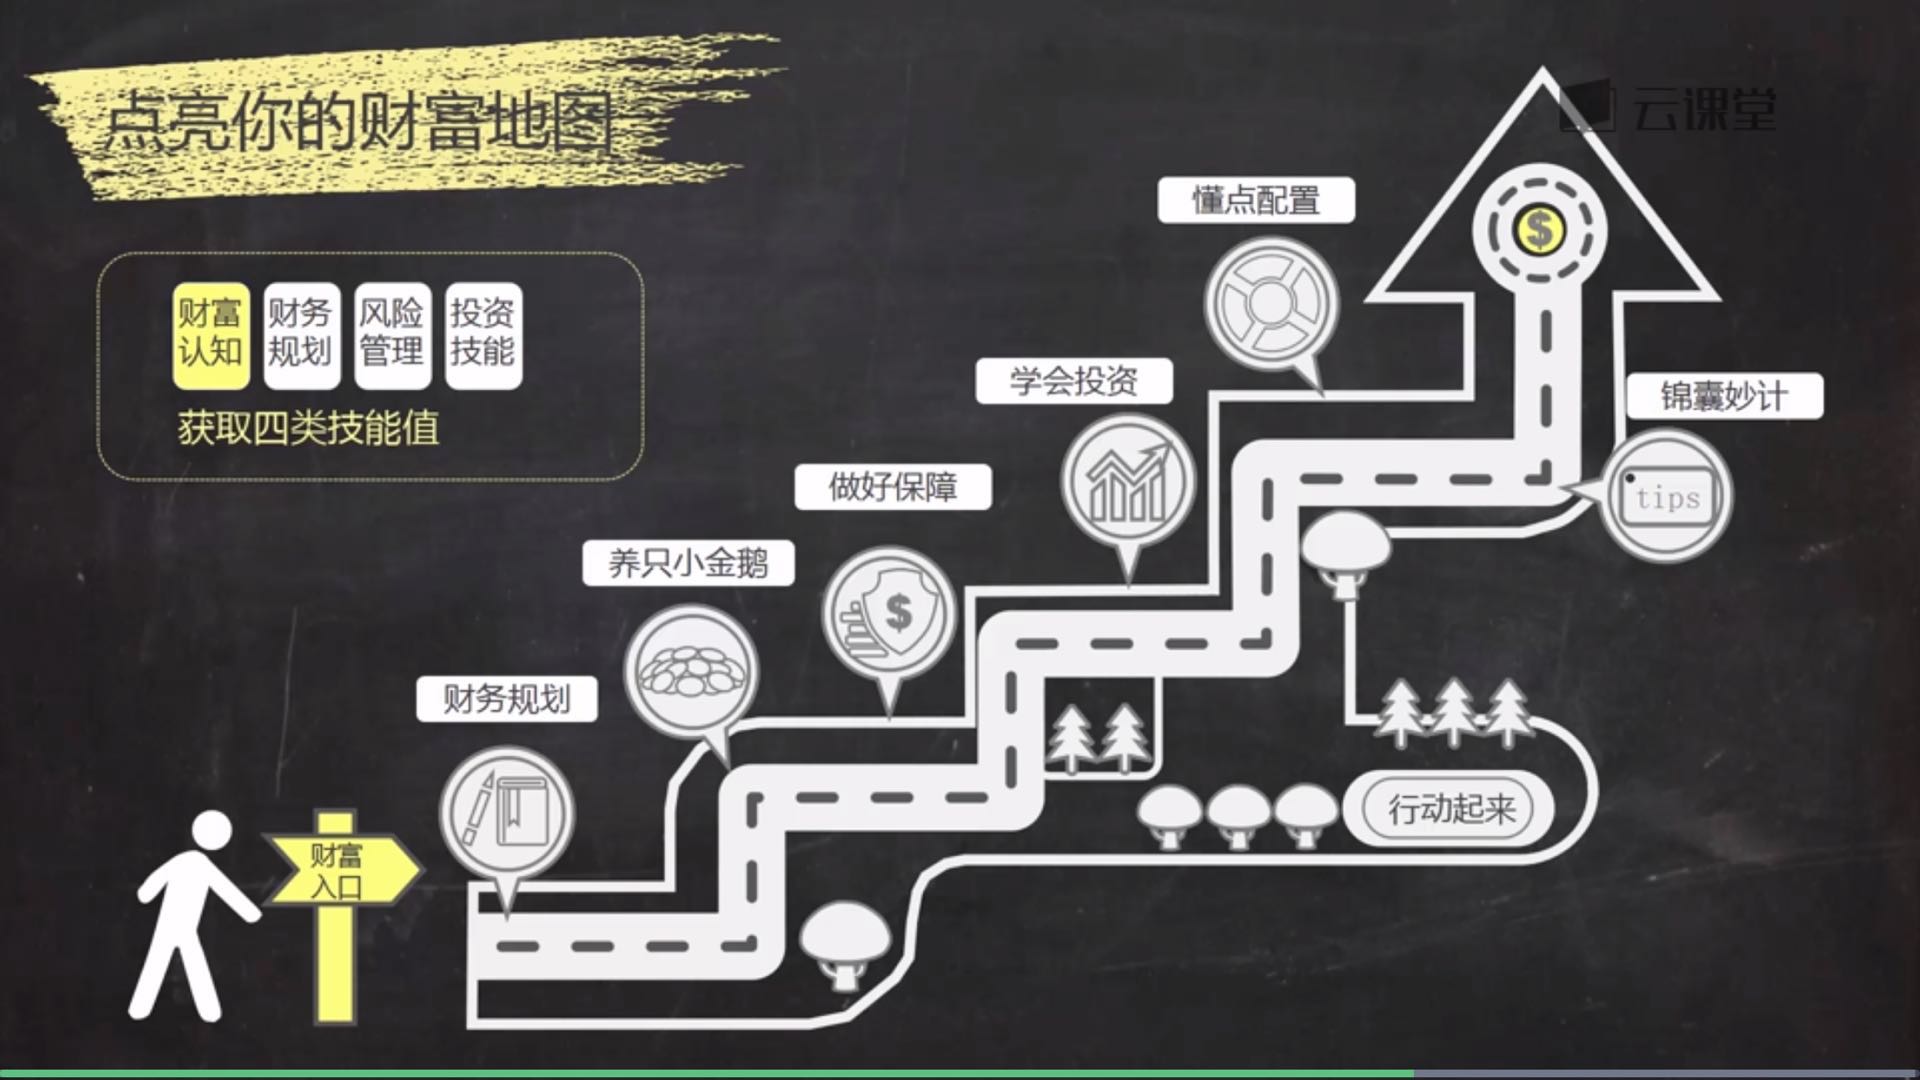 点亮你的财富地图
云课堂
懂点配置
财富
认知
财务
规划
风险
管理
投资
技能
获取四类技能值
学会投资
锦囊妙计
做好保障
tips
养只小金鹅
财务规划
行动起来
财富
入口
$
$